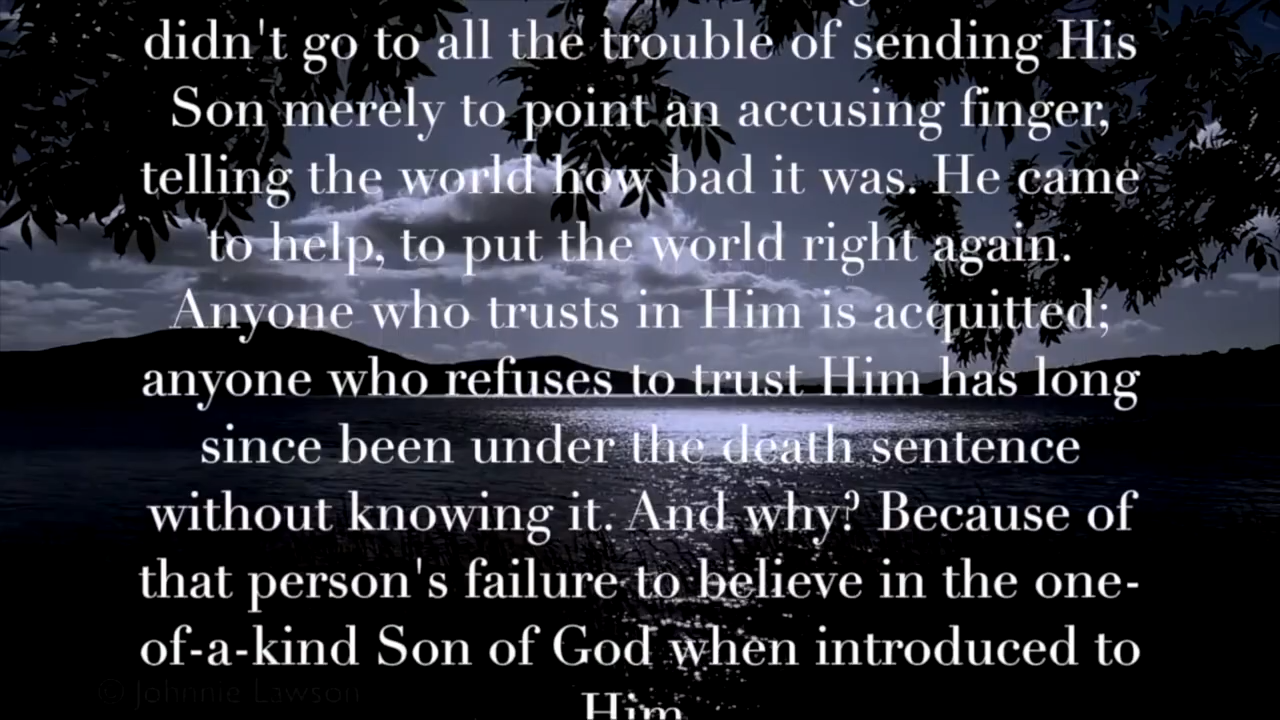 didn't go to all the trouble of sending His
Son merely to point an accusing finger,
telling the world how bad it was. He came
to help, to put the world right again.
Anyone who trusts in Him is acquitted;
anyone who refuses to trust Him has long
since been under the death sentence
without knowing it. And why? Because of
that person's failure to believe in the one-
of-a-kind Son of God when introduced to
Him
© Johnnie Lawson